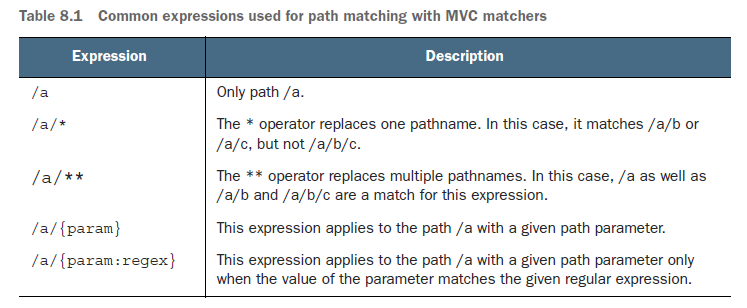 Table 8.1 Common expressions used for path matching with MVC matchers
Expression Description
/a Only path /a.
/a/* The * operator replaces one pathname. In this case, it matches /a/b or
/a/c, but not /a/b/c.
/a/** The ** operator replaces multiple pathnames. In this case, /a as well as
/a/b and /a/b/c are a match for this expression.
/a/{param} This expression applies to the path /a with a given path parameter.
/a/{param:regex} This expression applies to the path /a with a given path parameter only
when the value of the parameter matches the given regular expression.